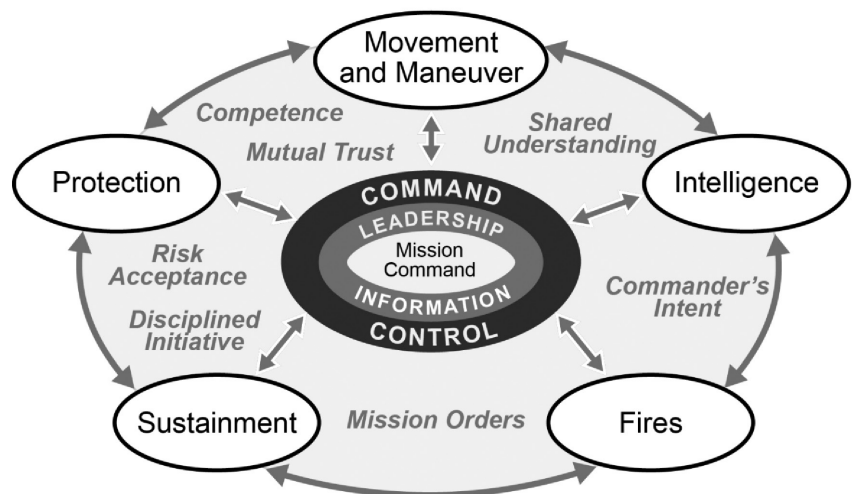 Movement
and Maneuver
Competence
Mutual Trust
Shared
Understanding
Protection
Intelligence
COMMAND
LEADERSHIP
Mission
Command
INFORMATION
CONTROL
Risk
Acceptance
Disciplined
Initiative
Commander’s
Intent
Sustainment
Mission Orders
Fires